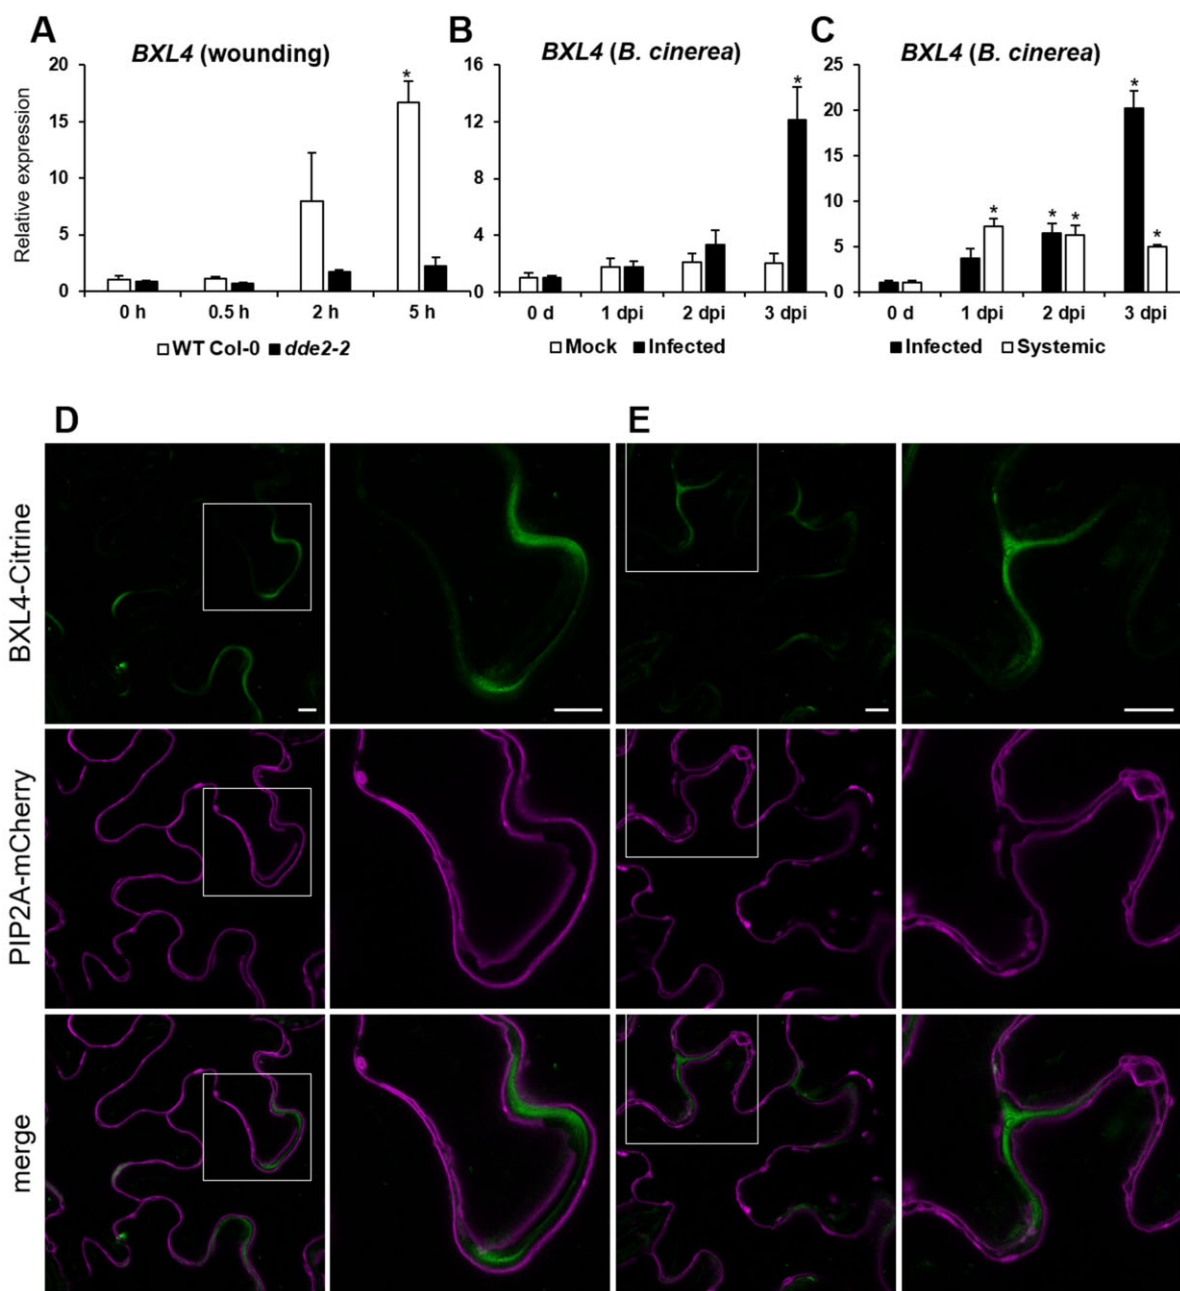 A
BXL4 (wounding)
Relative expression
20
15
10
5
0
0 h
0.5 h
2 h
5 h
*
WT Col-0
dde2-2
B
BXL4 (B. cinerea)
16
12
8
4
0
0 d
1 dpi
2 dpi
3 dpi
*
Mock
Infected
C
BXL4 (B. cinerea)
25
20
15
10
5
0
0 d
1 dpi
2 dpi
3 dpi
*
*
*
*
*
Infected
Systemic
D
E
BXL4-Citrine
PIP2A-mCherry
merge